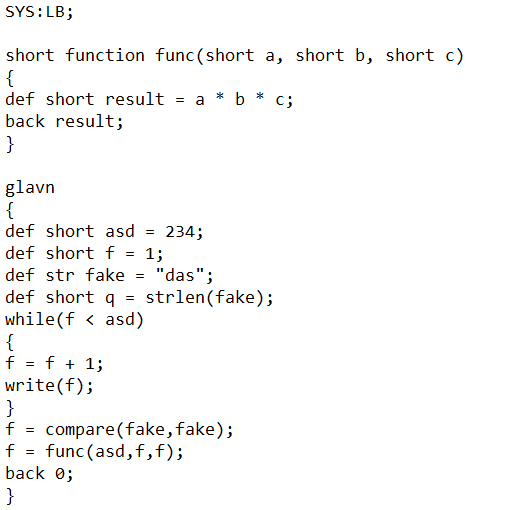 SYS:LB;
short function func(short a, short b, short c)
{
def short result = a * b * c;
back result;
}
glavn
{
def short asd = 234;
def short f = 1;
def str fake = "das";
def short q = strlen(fake);
while(f < asd)
{
f = f + 1;
write(f);
}
f = compare(fake,fake);
f = func(asd,f,f);
back 0;
}